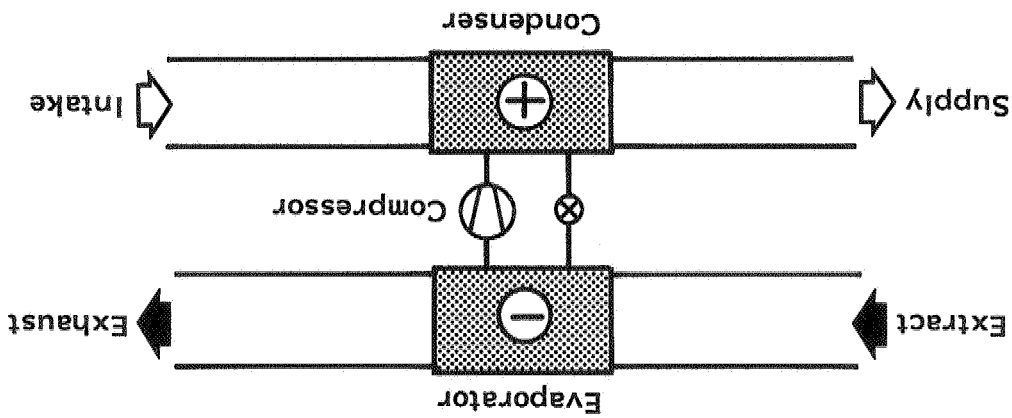 Evaporator
Extract
Exhaust
Compressor
Supply
Intake
Condenser